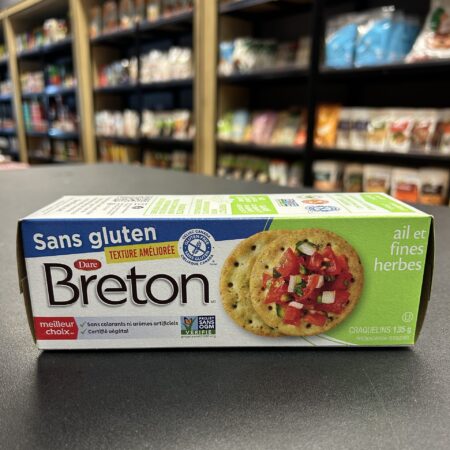 Sans gluten
TEXTURE AMÉLIORÉE
Dare
Breton
meilleur
choix
✓ Sans colorants ni arômes artificiels
✓ Certifié végétal
PROJET
SANS
OGM
VÉRIFIÉ
ail et
fines
herbes
CRAQUELINS 135 g